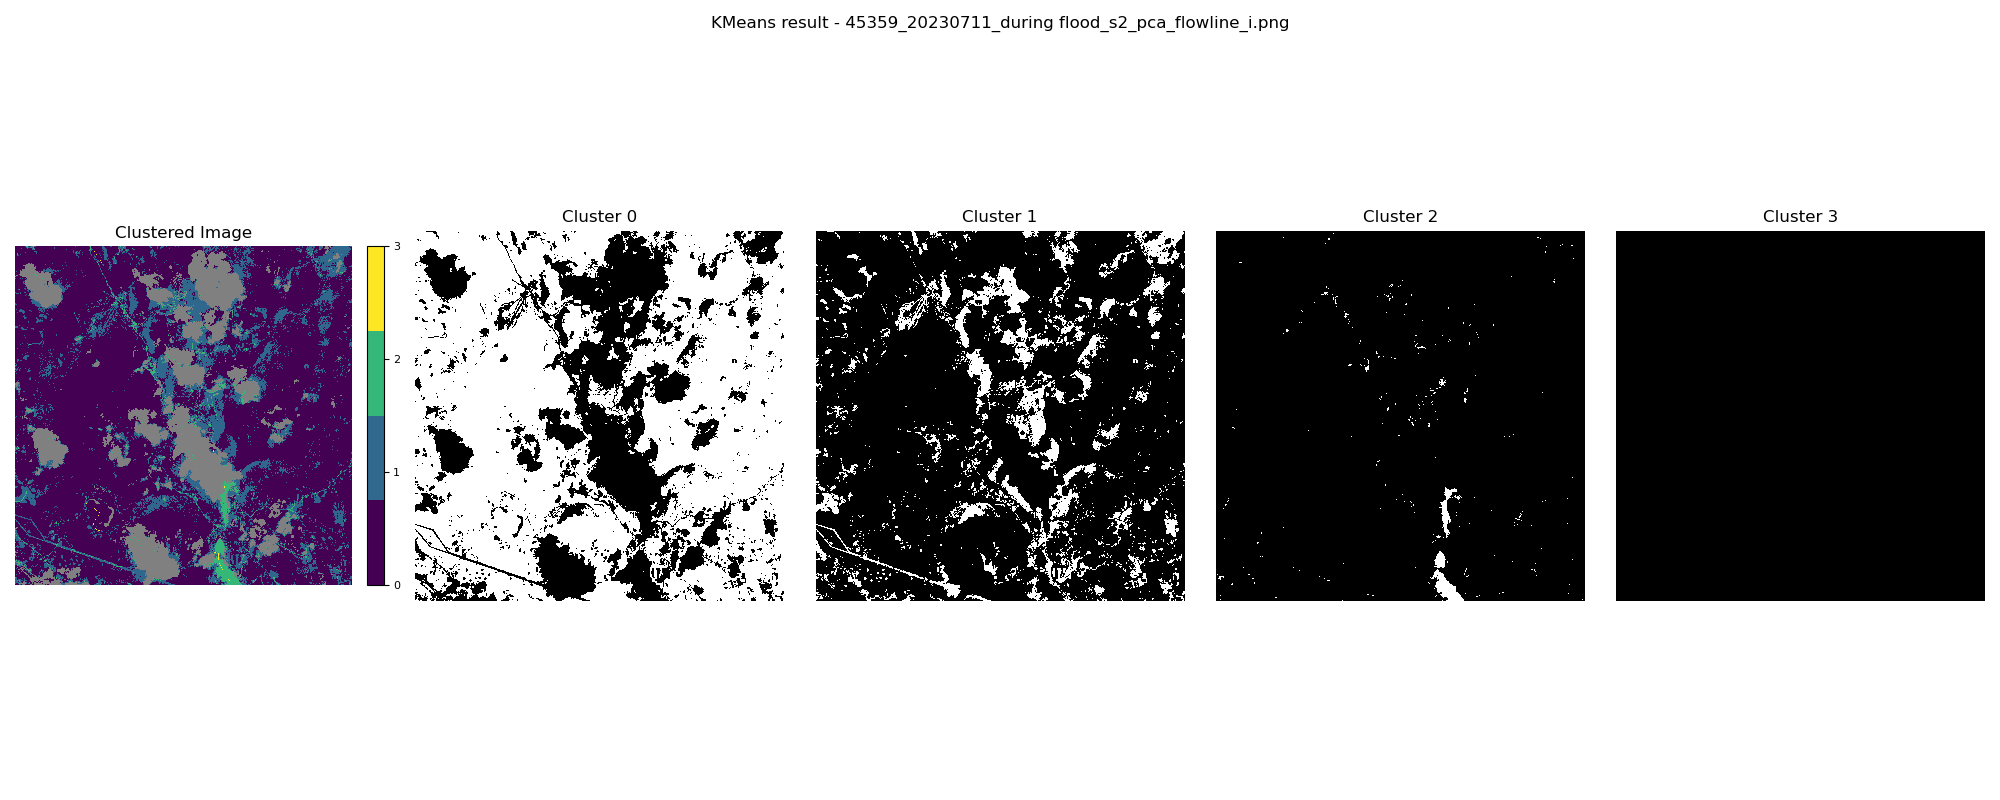 KMeans result - 45359_20230711_during flood_s2_pca_flowline_i.png
Clustered Image
3
2
1
0
Cluster 0
Cluster 1
Cluster 2
Cluster 3